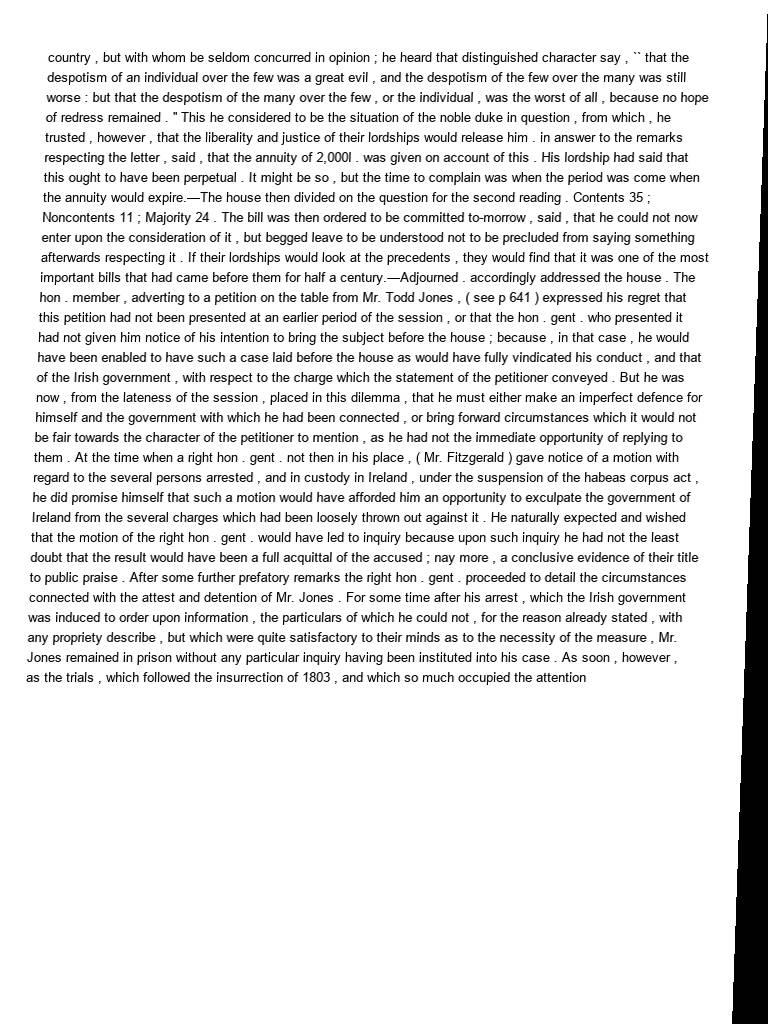 country , but with whom be seldom concurred in opinion ; he heard that distinguished character say , `` that the
despotism of an individual over the few was a great evil , and the despotism of the few over the many was still
worse : but that the despotism of the many over the few , or the individual , was the worst of all , because no hope
of redress remained . " This he considered to be the situation of the noble duke in question , from which , he
trusted , however , that the liberality and justice of their lordships would release him . in answer to the remarks
respecting the letter , said , that the annuity of 2,000l . was given on account of this . His lordship had said that
this ought to have been perpetual . It might be so , but the time to complain was when the period was come when
the annuity would expire.—The house then divided on the question for the second reading . Contents 35 ;
Noncontents 11 ; Majority 24 . The bill was then ordered to be committed to-morrow , said , that he could not now
enter upon the consideration of it , but begged leave to be understood not to be precluded from saying something
afterwards respecting it . If their lordships would look at the precedents , they would find that it was one of the most
important bills that had came before them for half a century.—Adjourned . accordingly addressed the house . The
hon . member , adverting to a petition on the table from Mr. Todd Jones , ( see p 641 ) expressed his regret that
this petition had not been presented at an earlier period of the session , or that the hon . gent . who presented it
had not given him notice of his intention to bring the subject before the house ; because , in that case , he would
have been enabled to have such a case laid before the house as would have fully vindicated his conduct , and that
of the Irish government , with respect to the charge which the statement of the petitioner conveyed . But he was
now , from the lateness of the session , placed in this dilemma , that he must either make an imperfect defence for
himself and the government with which he had been connected , or bring forward circumstances which it would not
be fair towards the character of the petitioner to mention , as he had not the immediate opportunity of replying to
them . At the time when a right hon . gent . not then in his place , ( Mr. Fitzgerald ) gave notice of a motion with
regard to the several persons arrested , and in custody in Ireland , under the suspension of the habeas corpus act ,
he did promise himself that such a motion would have afforded him an opportunity to exculpate the government of
Ireland from the several charges which had been loosely thrown out against it . He naturally expected and wished
that the motion of the right hon . gent . would have led to inquiry because upon such inquiry he had not the least
doubt that the result would have been a full acquittal of the accused ; nay more , a conclusive evidence of their title
to public praise . After some further prefatory remarks the right hon . gent . proceeded to detail the circumstances
connected with the attest and detention of Mr. Jones . For some time after his arrest , which the Irish government
was induced to order upon information , the particulars of which he could not , for the reason already stated , with
any propriety describe , but which were quite satisfactory to their minds as to the necessity of the measure , Mr.
Jones remained in prison without any particular inquiry having been instituted into his case . As soon , however ,
as the trials , which followed the insurrection of 1803 , and which so much occupied the attention